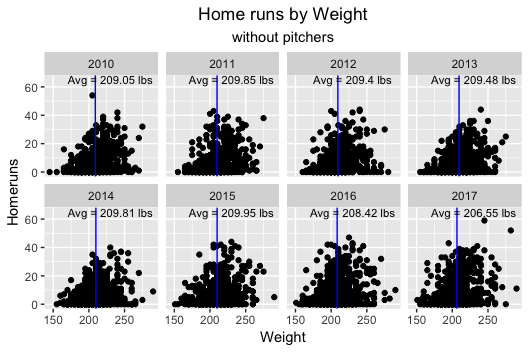 Home runs by Weight
without pitchers
2010 2011 2012 2013
Avg = 209.05 lbs Avg = 209.85 lbs Avg = 209.4 lbs Avg = 209.48 lbs
60
40
20
0
2014 2015 2016 2017
Avg = 209.81 lbs Avg = 209.95 lbs Avg = 208.42 lbs Avg = 206.55 lbs
60
40
20
0
150 200 250 150 200 250 150 200 250 150 200 250
Homeruns
Weight